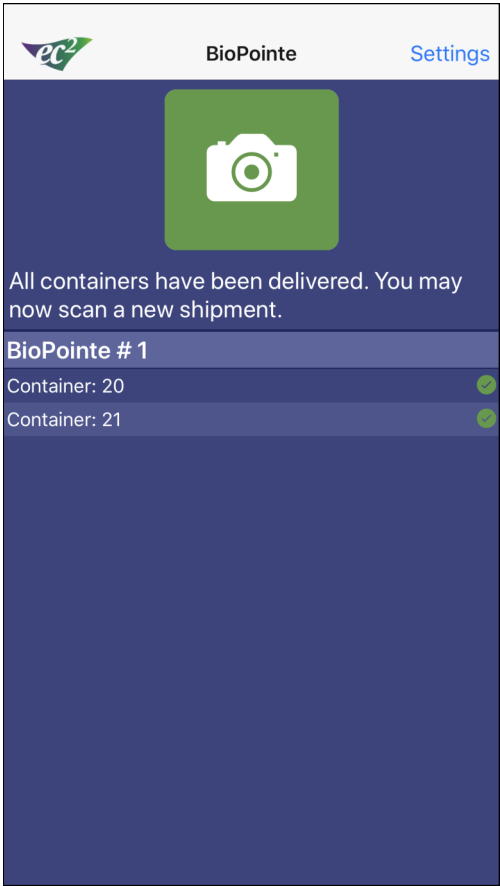 ec2 BioPointe Settings
All containers have been delivered. You may
now scan a new shipment.
BioPointe # 1
Container: 20
Container: 21